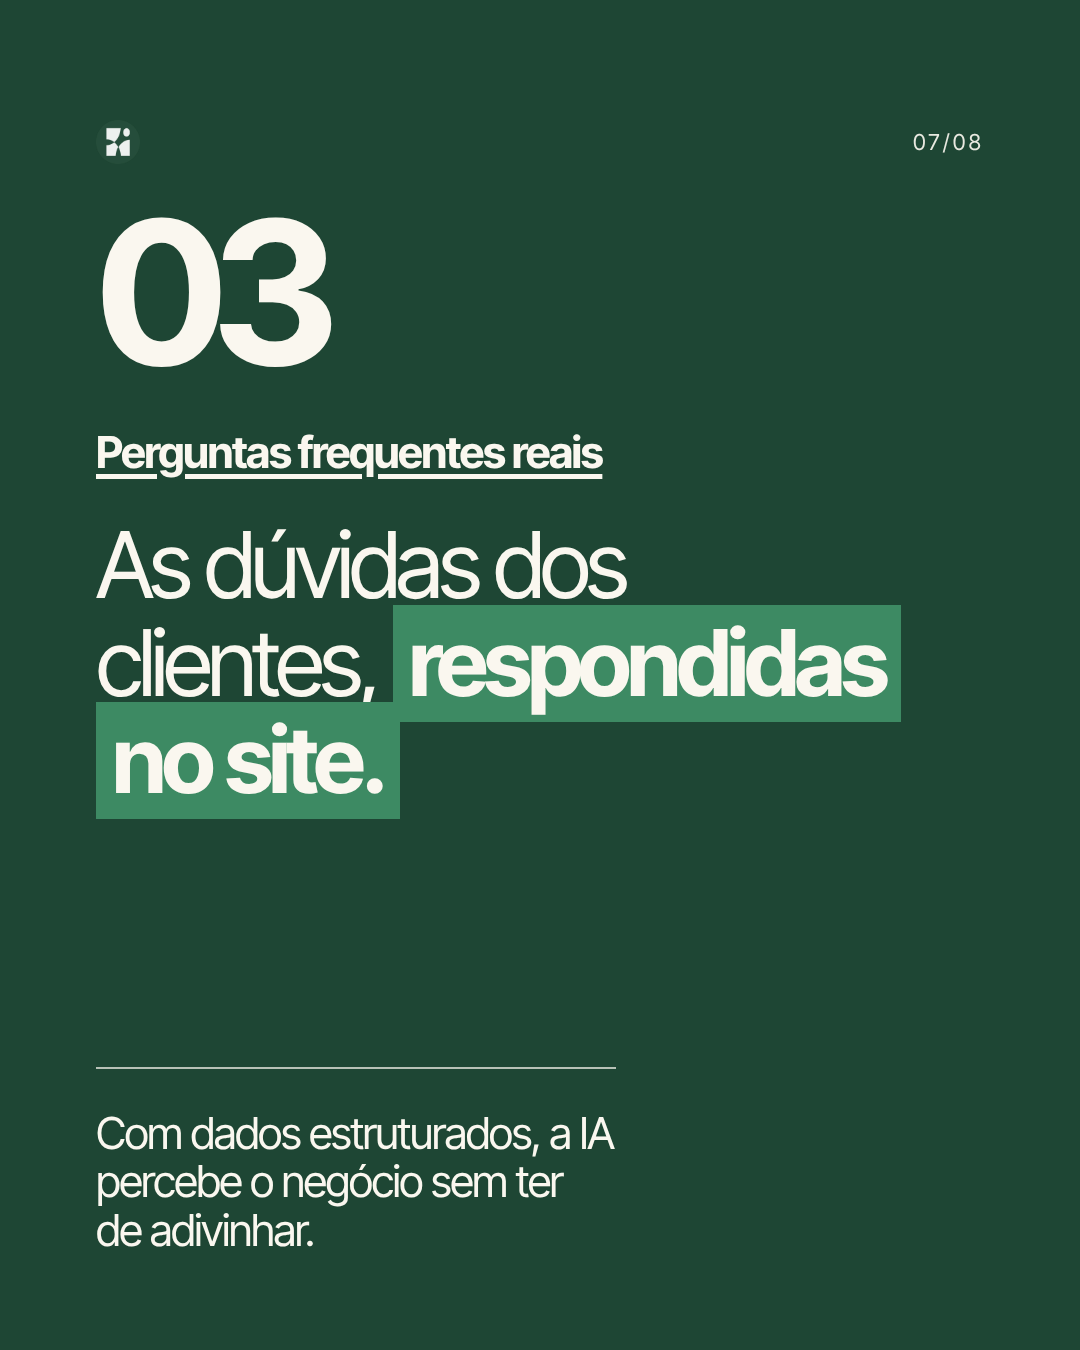 07/08
03
Perguntas frequentes reais
As dúvidas dos
clientes, respondidas
no site.
Com dados estruturados, a IA
percebe o negócio sem ter
de adivinhar.